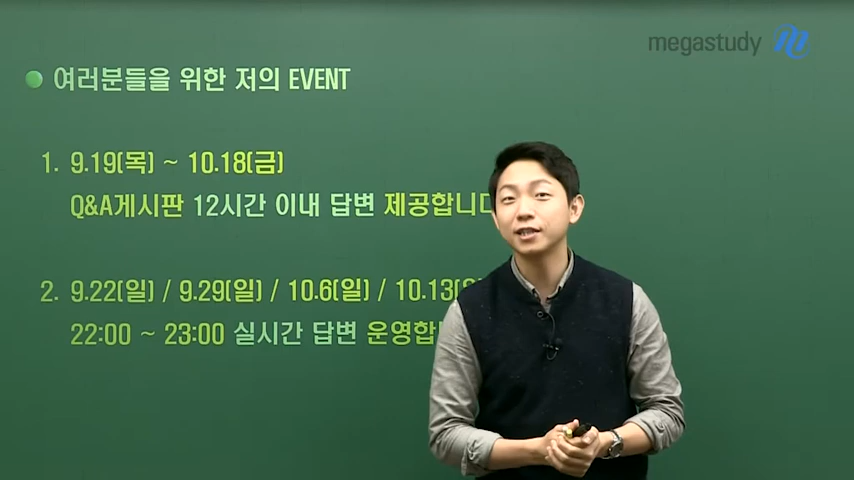 megastudy
여러분들을 위한 저의 EVENT
1. 9.19(목) ~ 10.18(금)
Q&A게시판 12시간 이내 답변 제공합니다
2. 9.22(일) / 9.29(일) / 10.6(일) / 10.13(일)
22:00 ~ 23:00 실시간 답변 운영합